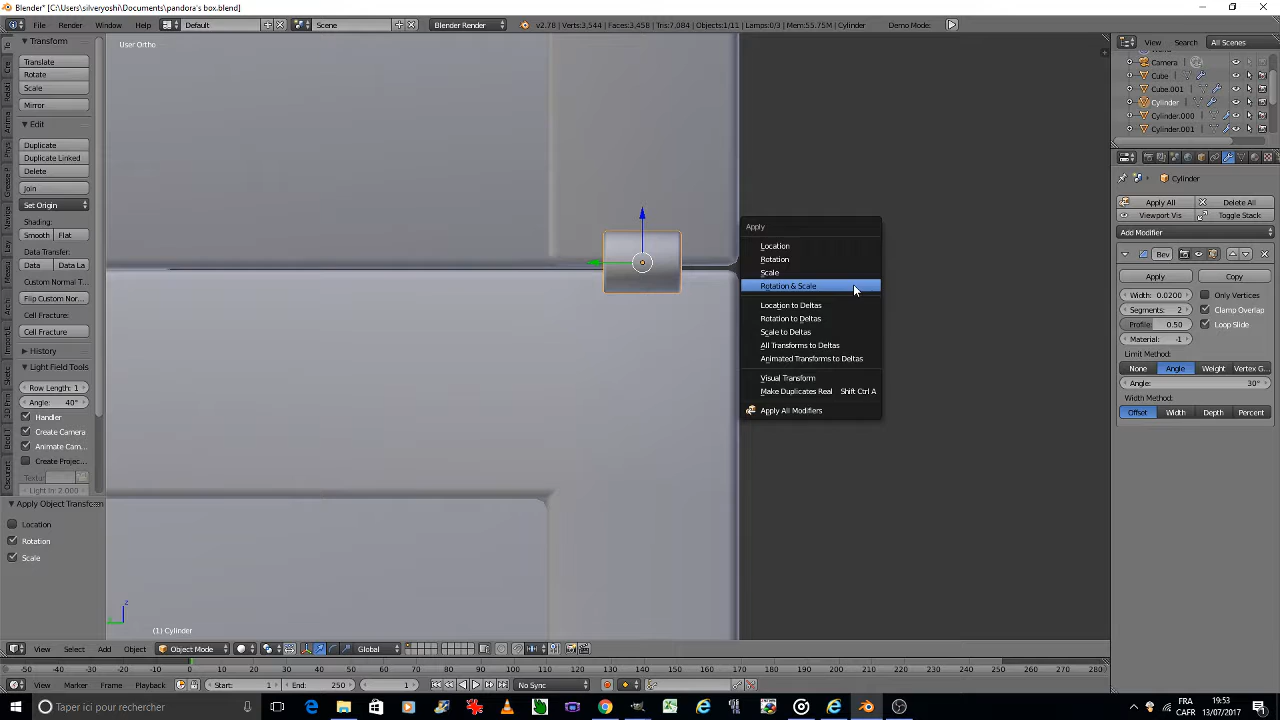 Blender* [C:\Users\silveryoshi\Documents\pandora's box.blend]
File Render Window Help Default Scene Blender Render v2.78 | Verts:3,544 | Faces:3,458 | Tris:7,084 | Objects:1/11 | Lamps:0/3 | Mem:55.75M | Cylinder Demo Mode:
Transform
Translate
Rotate
Scale
Mirror
Edit
Duplicate
Duplicate Linked
Delete
Join
Set Origin
Shading:
Smooth Flat
Data Transfer:
Data Data La
Custom Nor...
Flip Custom Nor...
Cell Fracture:
Cell Fracture
History
Light Field Tools
Row Length: 1
Angle: 40°
Handler
Create Camera
Animate Cam...
Create Projec...
Light In: 2.000
Apply Object Transform
Location
Rotation
Scale
User Ortho
(1) Cylinder
Apply
Location
Rotation
Scale
Rotation & Scale
Location to Deltas
Rotation to Deltas
Scale to Deltas
All Transforms to Deltas
Animated Transforms to Deltas
Visual Transform
Make Duplicates Real Shift Ctrl A
Apply All Modifiers
View Search All Scenes
Camera
Cube
Cube.001
Cylinder
Cylinder.000
Cylinder.001
Cylinder
Apply All Delete All
Viewport Vis Toggle Stack
Add Modifier
Bev
Apply Copy
Width: 0.0200 Only Vertices
Segments: 2 Clamp Overlap
Profile: 0.50 Loop Slide
Material: -1
Limit Method:
None Angle Weight Vertex G...
Angle: 30°
Width Method:
Offset Width Depth Percent
View Select Add Object Object Mode Global
-50 -40 -30 -20 -10 0 10 20 30 40 50 60 70 80 90 100 110 120 130 140 150 160 170 180 190 200 210 220 230 240 250 260 270 280
View Marker Frame Playback Start: 1 End: 250 1 No Sync
Taper ici pour rechercher
FRA
CAFR
19:53
13/07/2017